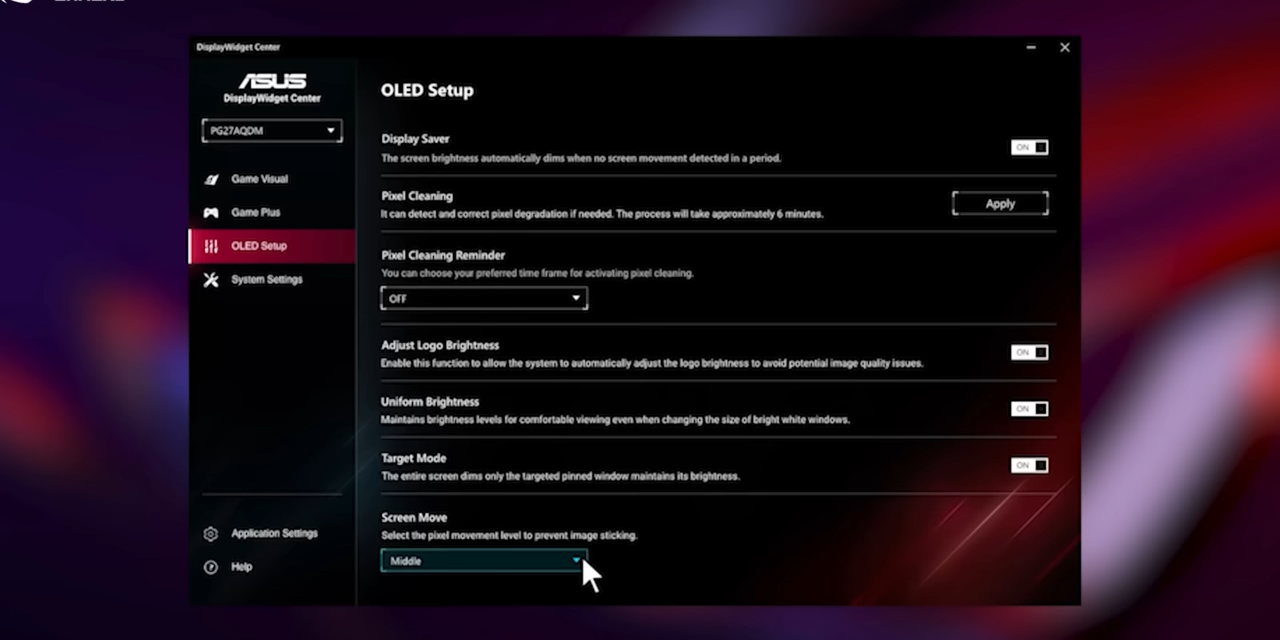 DisplayWidget Center
ASUS
DisplayWidget Center
PG27AQDM
Game Visual
Game Plus
OLED Setup
System Settings
Application Settings
Help
OLED Setup
Display Saver
The screen brightness automatically dims when no screen movement detected in a period.
ON
Pixel Cleaning
It can detect and correct pixel degradation if needed. The process will take approximately 6 minutes.
Apply
Pixel Cleaning Reminder
You can choose your preferred time frame for activating pixel cleaning.
OFF
Adjust Logo Brightness
Enable this function to allow the system to automatically adjust the logo brightness to avoid potential image quality issues.
ON
Uniform Brightness
Maintains brightness levels for comfortable viewing even when changing the size of bright white windows.
ON
Target Mode
The entire screen dims only the targeted pinned window maintains its brightness.
ON
Screen Move
Select the pixel movement level to prevent image sticking.
Middle